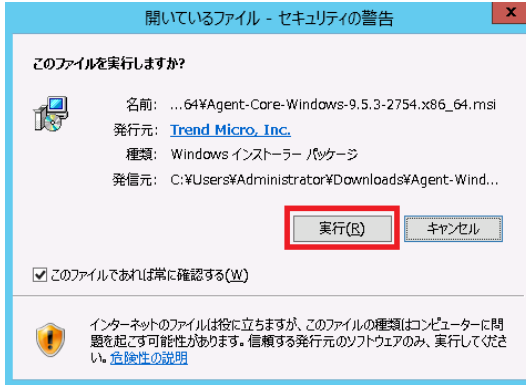 開いているファイル - セキュリティの警告
x
このファイルを実行しますか?
名前: ...64¥Agent-Core-Windows-9.5.3-2754.x86_64.msi
発行元: Trend Micro, Inc.
種類: Windows インストーラー パッケージ
発信元: C:¥Users¥Administrator¥Downloads¥Agent-Wind...
実行(R) キャンセル
このファイルであれば常に確認する(W)
インターネットのファイルは役に立ちますが、このファイルの種類はコンピューターに問
題を起こす可能性があります。信頼する発行元のソフトウェアのみ、実行してくださ
い。危険性の説明